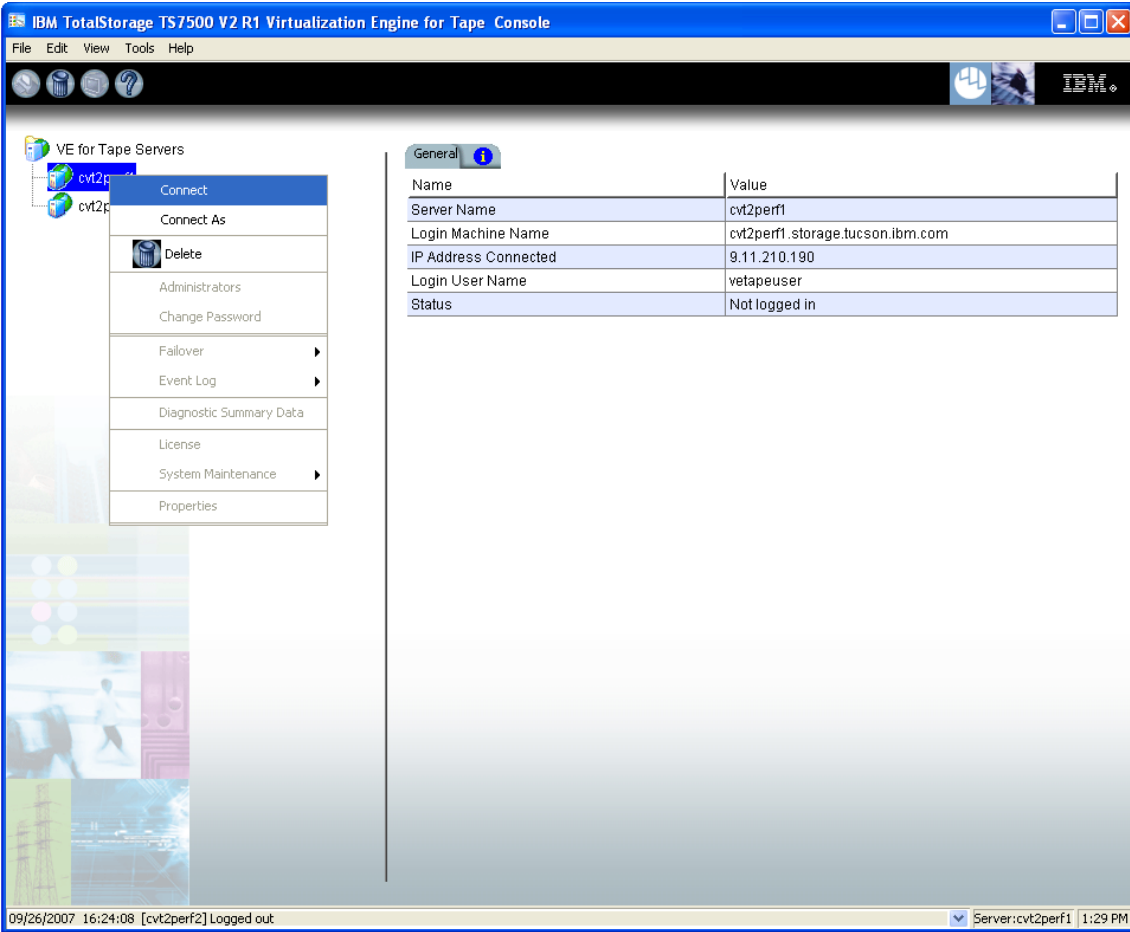 IBM TotalStorage TS7500 V2 R1 Virtualization Engine for Tape Console
File Edit View Tools Help
IBM
VE for Tape Servers
cvt2perf1
cvt2p
Connect
Connect As
Delete
Administrators
Change Password
Failover
Event Log
Diagnostic Summary Data
License
System Maintenance
Properties
General
Name Value
Server Name cvt2perf1
Login Machine Name cvt2perf1.storage.tucson.ibm.com
IP Address Connected 9.11.210.190
Login User Name vetapeuser
Status Not logged in
09/26/2007 16:24:08 [cvt2perf2] Logged out
Server:cvt2perf1 1:29 PM